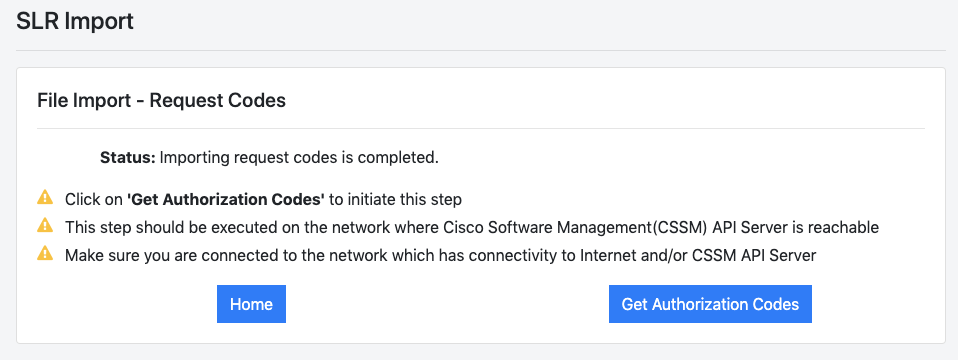 SLR Import
File Import - Request Codes
Status: Importing request codes is completed.
Click on 'Get Authorization Codes' to initiate this step
This step should be executed on the network where Cisco Software Management(CSSM) API Server is reachable
Make sure you are connected to the network which has connectivity to Internet and/or CSSM API Server
Home
Get Authorization Codes